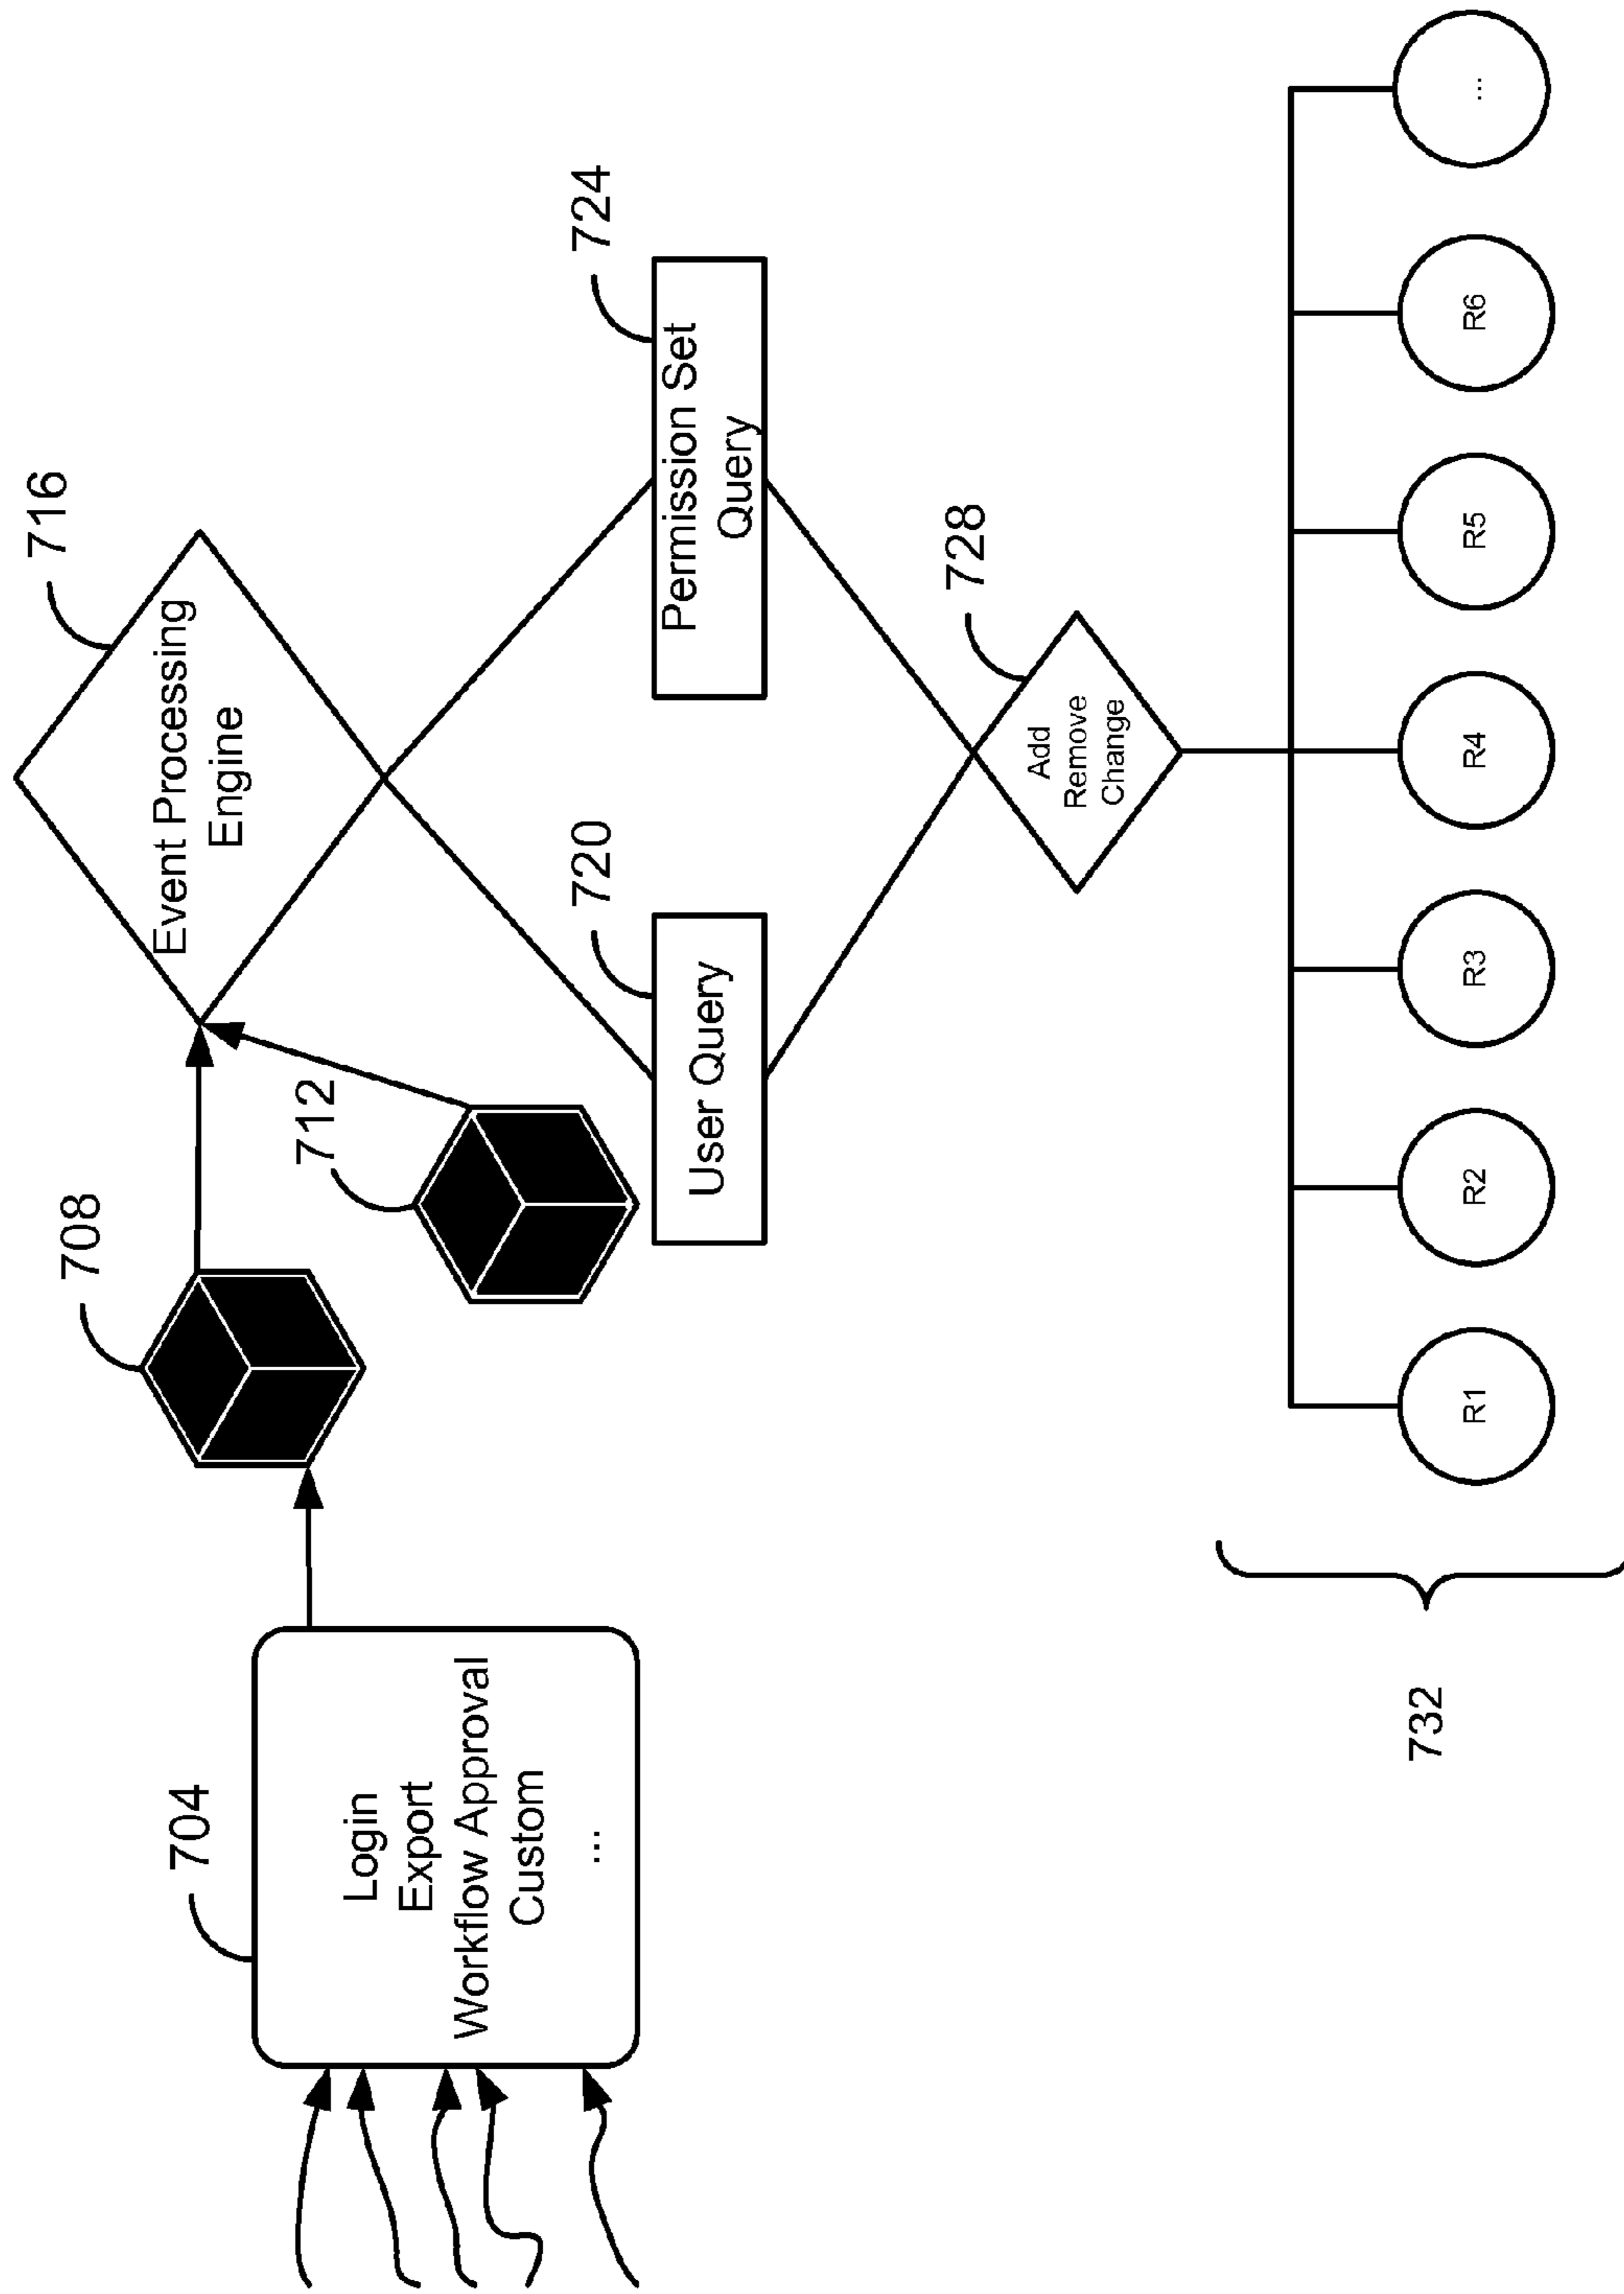 704
Login
Export
Workflow Approval
Custom
...
708
712
716
Event Processing
Engine
720
User Query
724
Permission Set
Query
728
Add
Remove
Change
732
R1
R2
R3
R4
R5
R6
...